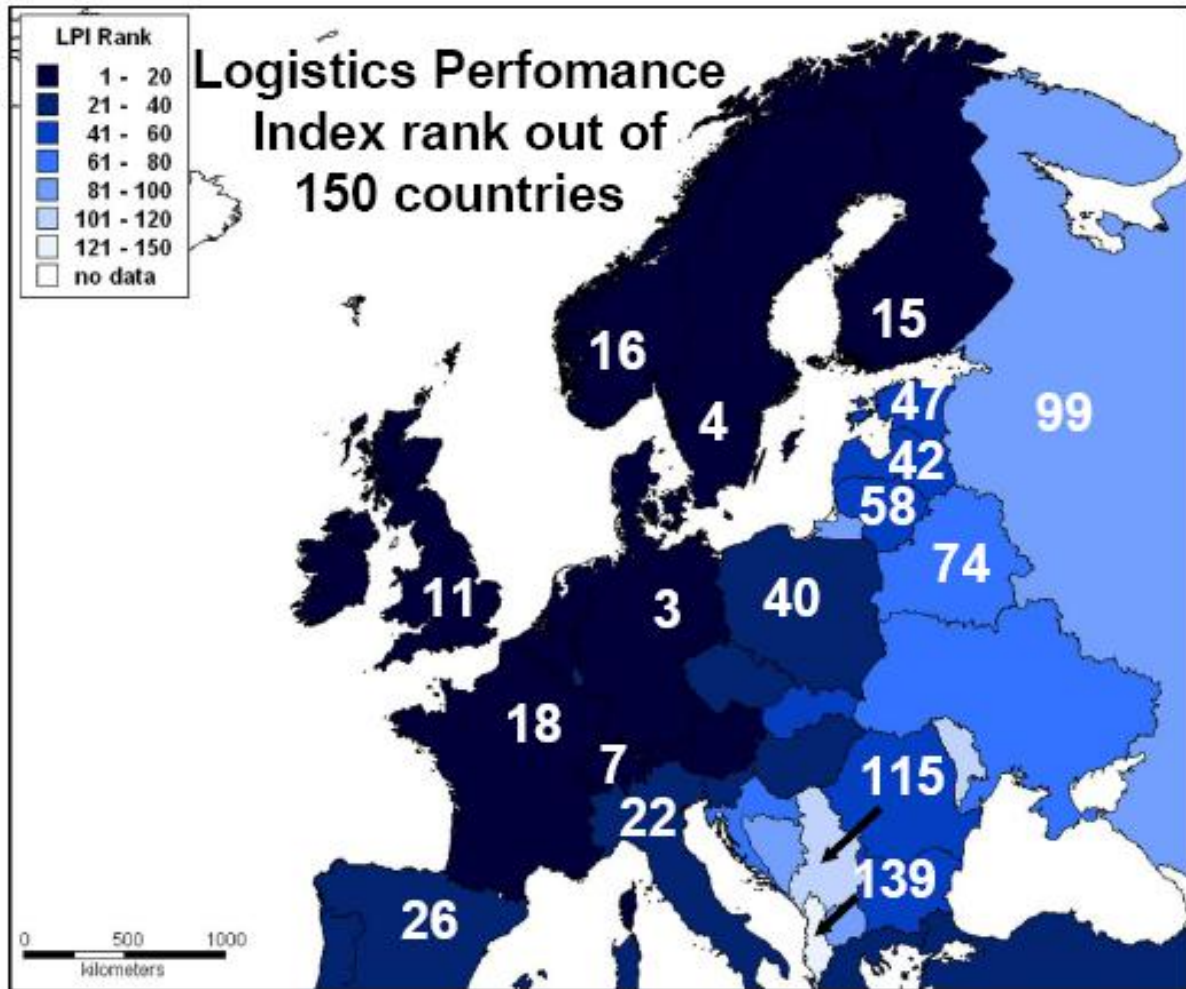 LPI Rank
1 - 20
21 - 40
41 - 60
61 - 80
81 - 100
101 - 120
121 - 150
no data
Logistics Perfomance
Index rank out of
150 countries
16
15
4
47
99
42
58
74
11
3
40
18
7
115
22
139
26
0 500 1000
kilometers